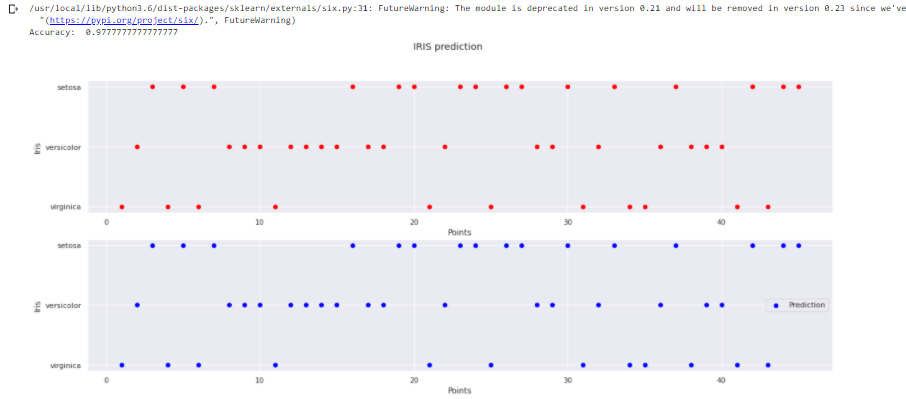 /usr/local/lib/python3.6/dist-packages/sklearn/externals/six.py:31: FutureWarning: The module is deprecated in version 0.21 and will be removed in version 0.23 since we've
"(https://pypi.org/project/six/).", FutureWarning)
Accuracy: 0.9777777777777777
IRIS prediction
setosa
versicolor
virginica
Iris
0 10 20 30 40
Points
setosa
versicolor
virginica
Iris
Prediction
0 10 20 30 40
Points